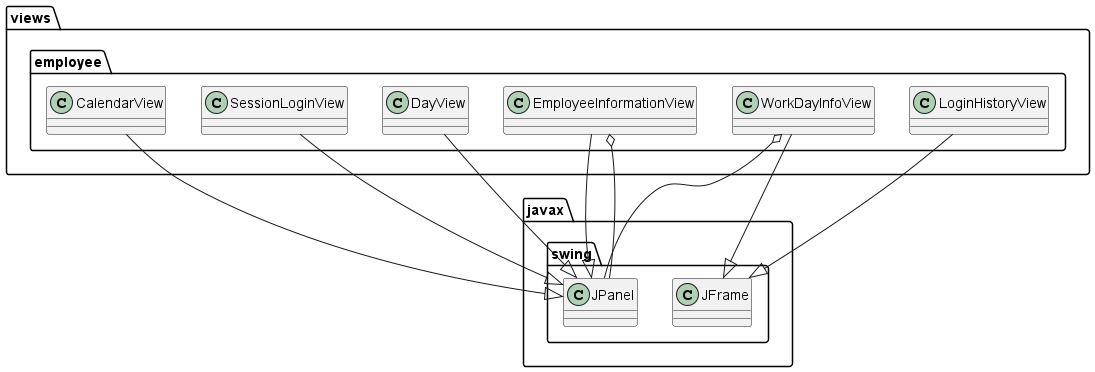 views
employee
C CalendarView
C SessionLoginView
C DayView
C EmployeeInformationView
C WorkDayInfoView
C LoginHistoryView
javax
swing
C JPanel
C JFrame